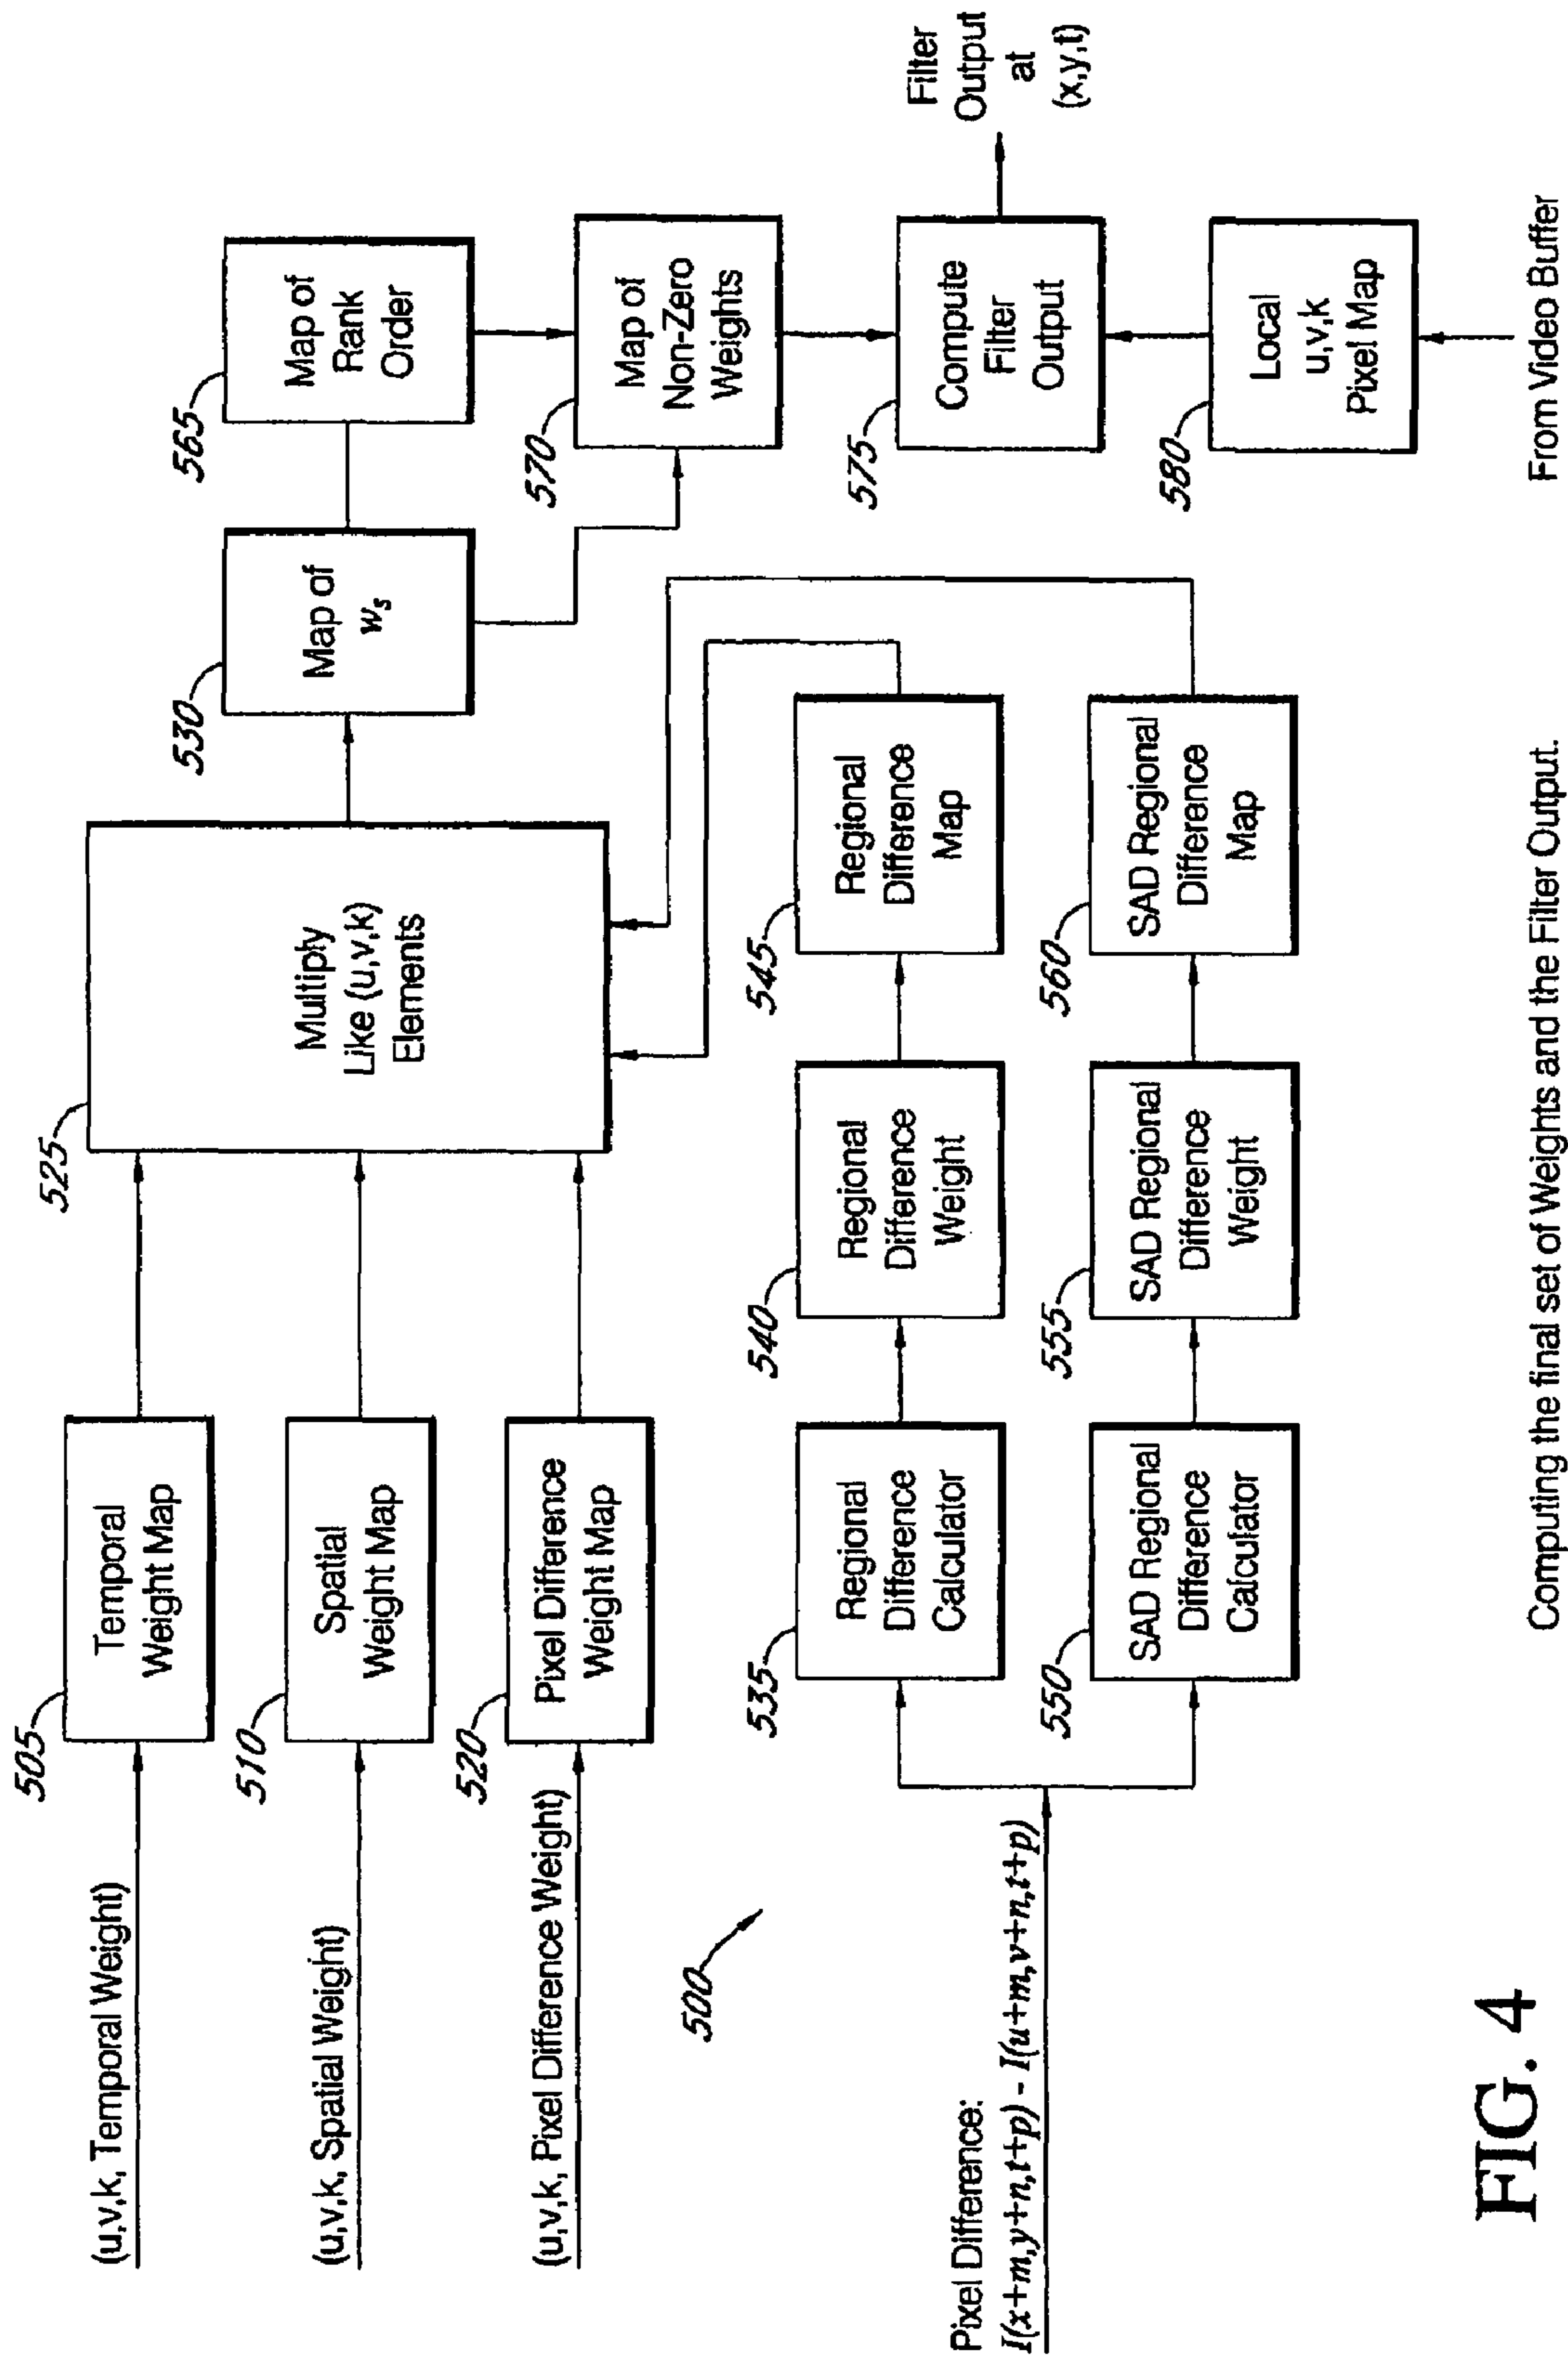 (u,v,k, Temporal Weight)
505
Temporal
Weight Map
(u,v,k, Spatial Weight)
510
Spatial
Weight Map
(u,v,k, Pixel Difference Weight)
520
Pixel Difference
Weight Map
525
Multiply
Like (u,v,k)
Elements
530
Map of
ws
565
Map of
Rank
Order
570
Map of
Non-Zero
Weights
575
Compute
Filter
Output
Filter
Output
at
(x,y,t)
580
Local
u,v,k
Pixel Map
From Video Buffer
500
Pixel Difference:
I(x+m,y+n,t+p) - I(u+m,v+n,t+p)
535
Regional
Difference
Calculator
540
Regional
Difference
Weight
545
Regional
Difference
Map
550
SAD Regional
Difference
Calculator
555
SAD Regional
Difference
Weight
560
SAD Regional
Difference
Map
Computing the final set of Weights and the Filter Output.
FIG. 4